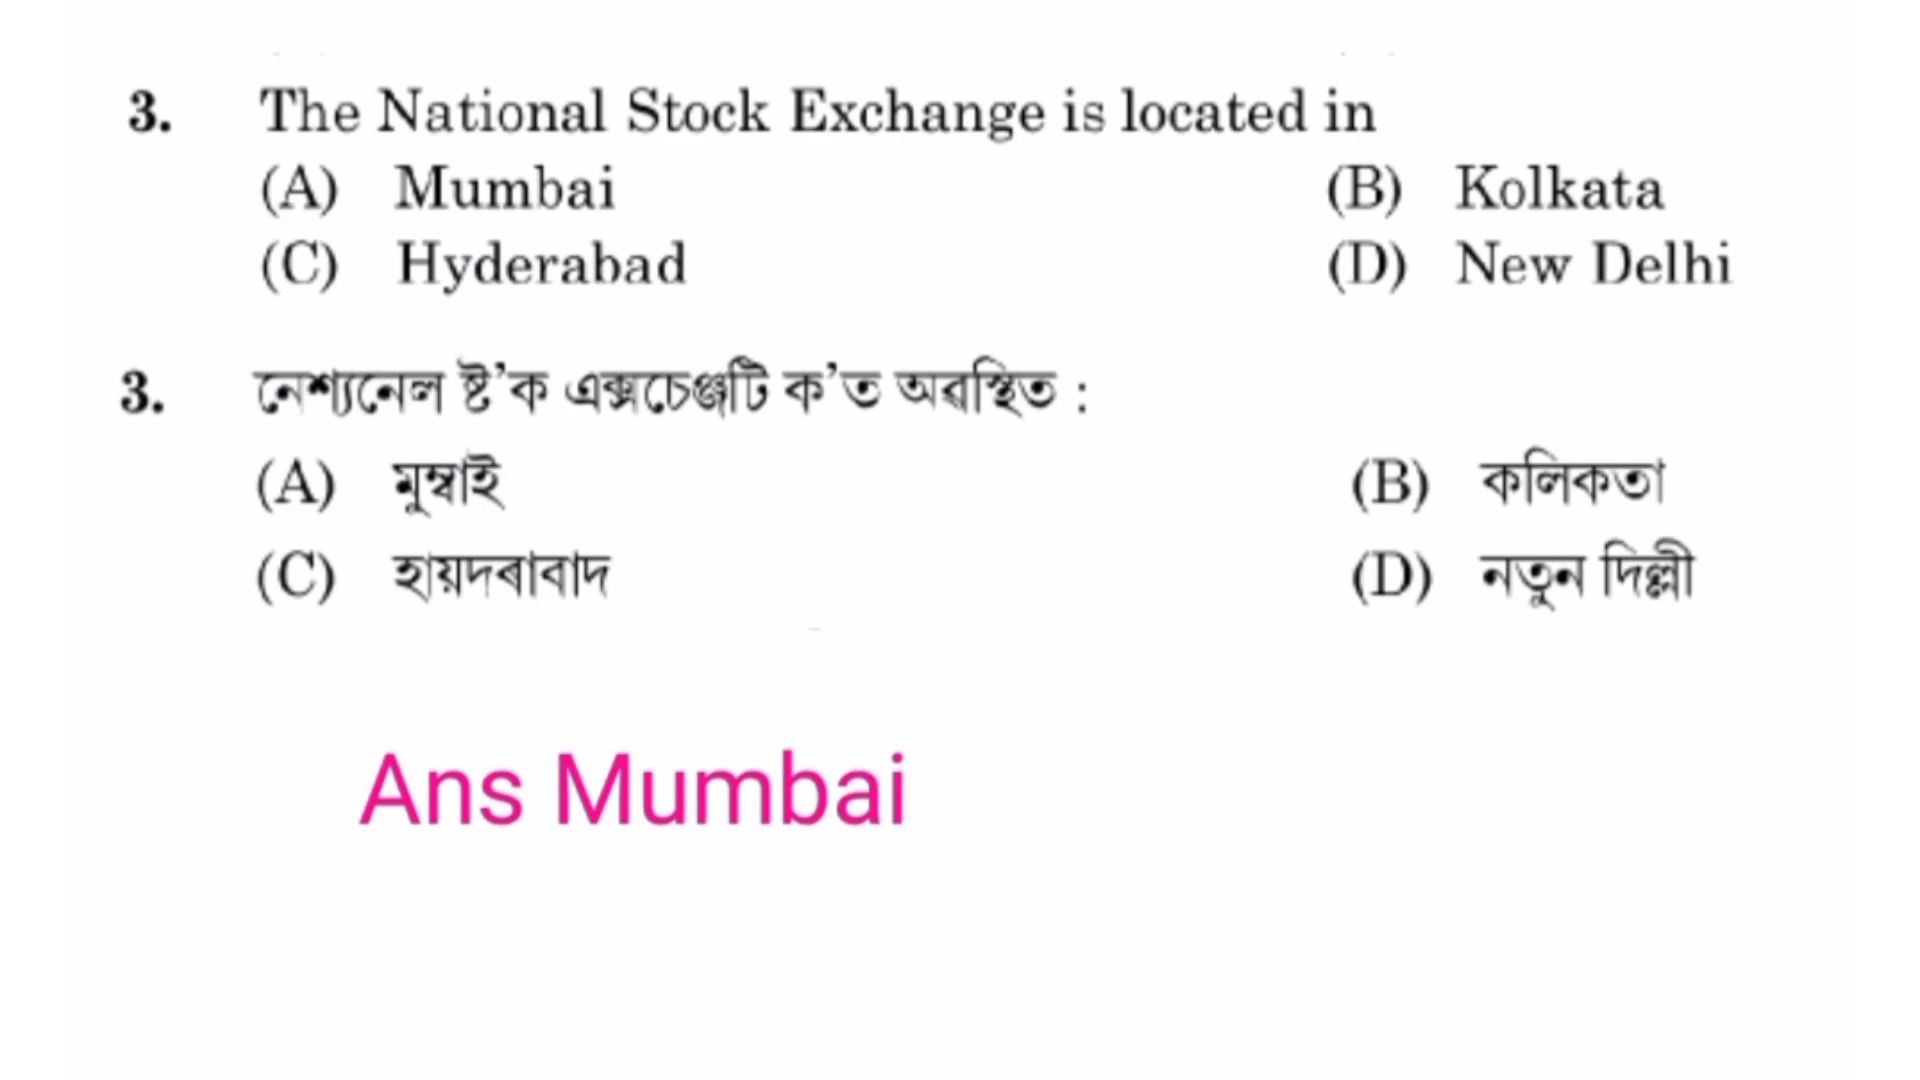 3. The National Stock Exchange is located in
(A) Mumbai (B) Kolkata
(C) Hyderabad (D) New Delhi
3. নেশ্যনেল ষ্ট’ক এক্সচেঞ্জটি ক’ত অৱস্থিত :
(A) মুম্বাই (B) কলিকতা
(C) হায়দৰাবাদ (D) নতুন দিল্লী
Ans Mumbai